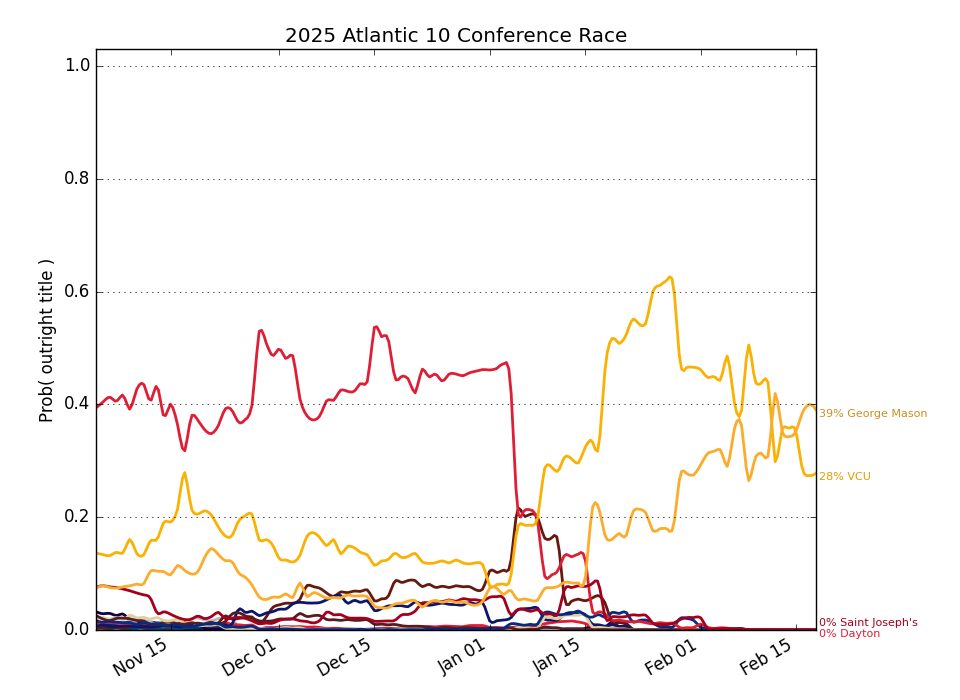 2025 Atlantic 10 Conference Race
Prob( outright title )
1.0
0.8
0.6
0.4
0.2
0.0
39% George Mason
28% VCU
0% Saint Joseph's
0% Dayton
Nov 15
Dec 01
Dec 15
Jan 01
Jan 15
Feb 01
Feb 15